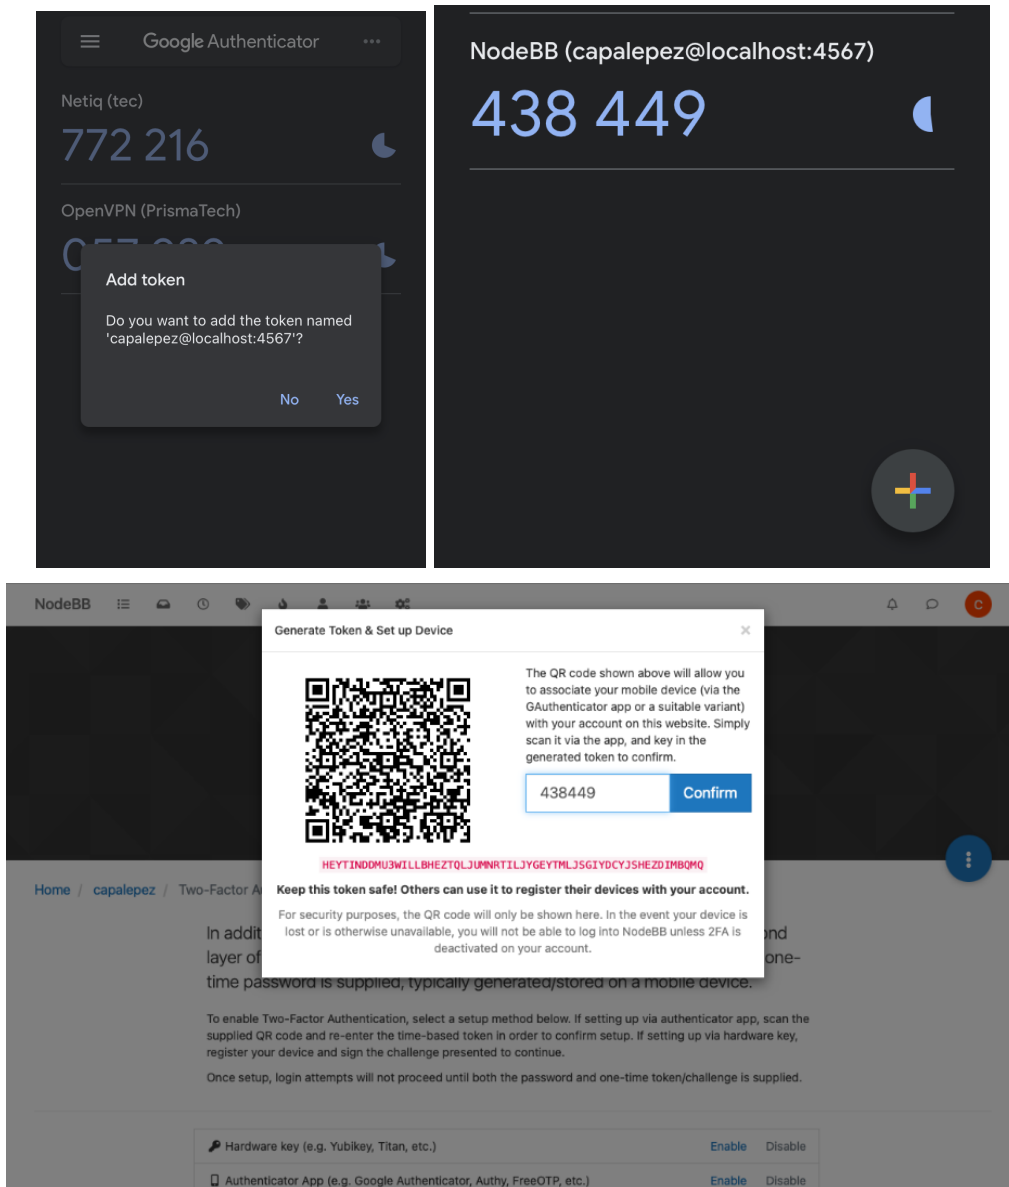 Google Authenticator
Netiq (tec)
772 216
OpenVPN (PrismaTech)
Add token
Do you want to add the token named
'capalepez@localhost:4567'?
No Yes
NodeBB (capalepez@localhost:4567)
438 449
NodeBB
C
Generate Token & Set up Device
×
The QR code shown above will allow you
to associate your mobile device (via the
GAuthenticator app or a suitable variant)
with your account on this website. Simply
scan it via the app, and key in the
generated token to confirm.
438449 Confirm
HEYTINDDMU3WILLBHEZTQLJUMNRTILJYGEYTMLJSGIYDCYJSHEZDIMBQMQ
Keep this token safe! Others can use it to register their devices with your account.
For security purposes, the QR code will only be shown here. In the event your device is
lost or is otherwise unavailable, you will not be able to log into NodeBB unless 2FA is
deactivated on your account.
Home / capalepez / Two-Factor A
In addit ond
layer of one-
time password is supplied, typically generated/stored on a mobile device.
To enable Two-Factor Authentication, select a setup method below. If setting up via authenticator app, scan the
supplied QR code and re-enter the time-based token in order to confirm setup. If setting up via hardware key,
register your device and sign the challenge presented to continue.
Once setup, login attempts will not proceed until both the password and one-time token/challenge is supplied.
Hardware key (e.g. Yubikey, Titan, etc.) Enable Disable
Authenticator App (e.g. Google Authenticator, Authy, FreeOTP, etc.) Enable Disable